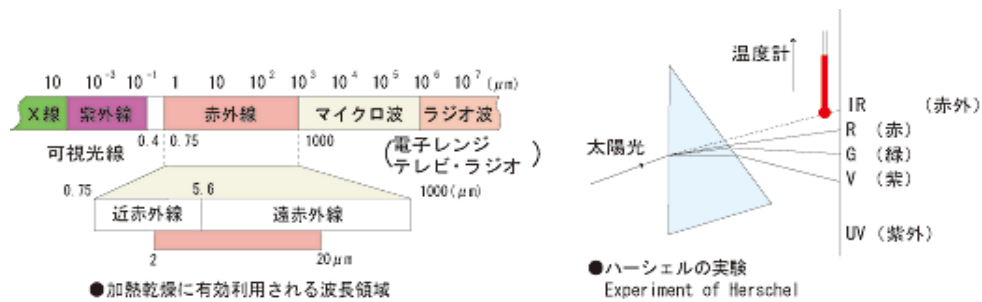 10 10⁻³ 10⁻¹ 1 10 10² 10³ 10⁴ 10⁵ 10⁶ 10⁷ (μm)
X線 紫外線 赤外線 マイクロ波 ラジオ波
可視光線 0.4 0.75 1000 (電子レンジ
テレビ・ラジオ)
0.75 5.6 1000(μm)
近赤外線 遠赤外線
2 20μm
●加熱乾燥に有効利用される波長領域
温度計
IR (赤外)
R (赤)
太陽光
G (緑)
V (紫)
UV (紫外)
●ハーシェルの実験
Experiment of Herschel